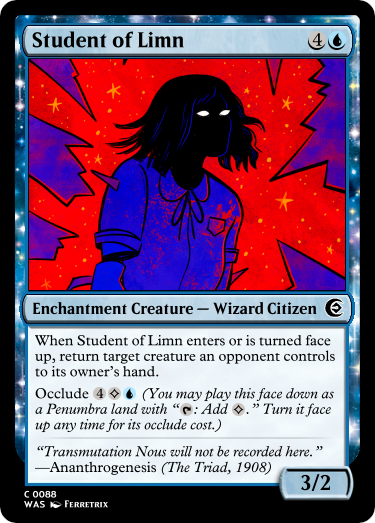 Student of Limn 4
When Student of Limn enters or is turned face
up, return target creature an opponent controls
to its owner's hand.
Occlude 4 (You may play this face down as
a Penumbra land with “: Add .” Turn it face
up any time for its occlude cost.)
“Transmutation Nous will not be recorded here.”
—Ananthrogenesis (The Triad, 1908)
Enchantment Creature — Wizard Citizen
3/2
C 0088
WAS Ferretrix